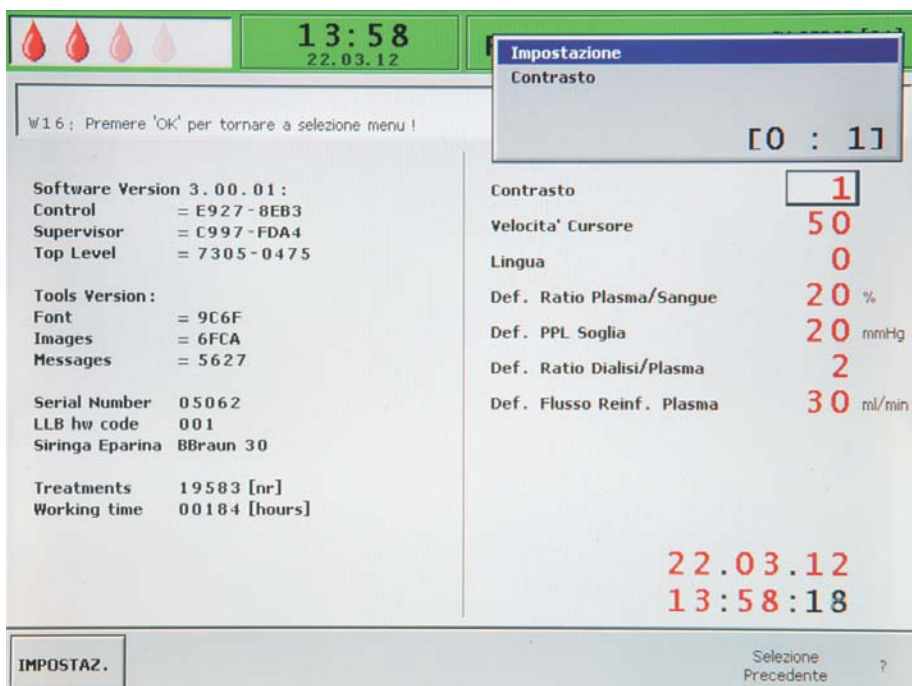 13:58
22.03.12
Impostazione
Contrasto
[0 : 1]
W16: Premere 'OK' per tornare a selezione menu !
Software Version 3.00.01:
Control = E927-8EB3
Supervisor = C997-FDA4
Top Level = 7305-0475
Tools Version:
Font = 9C6F
Images = 6FCA
Messages = 5627
Serial Number 05062
LLB hw code 001
Siringa Eparina BBraun 30
Treatments 19583 [nr]
Working time 00184 [hours]
Contrasto 1
Velocita' Cursore 50
Lingua 0
Def. Ratio Plasma/Sangue 20 %
Def. PPL Soglia 20 mmHg
Def. Ratio Dialisi/Plasma 2
Def. Flusso Reinf. Plasma 30 ml/min
22.03.12
13:58:18
IMPOSTAZ.
Selezione
Precedente
?